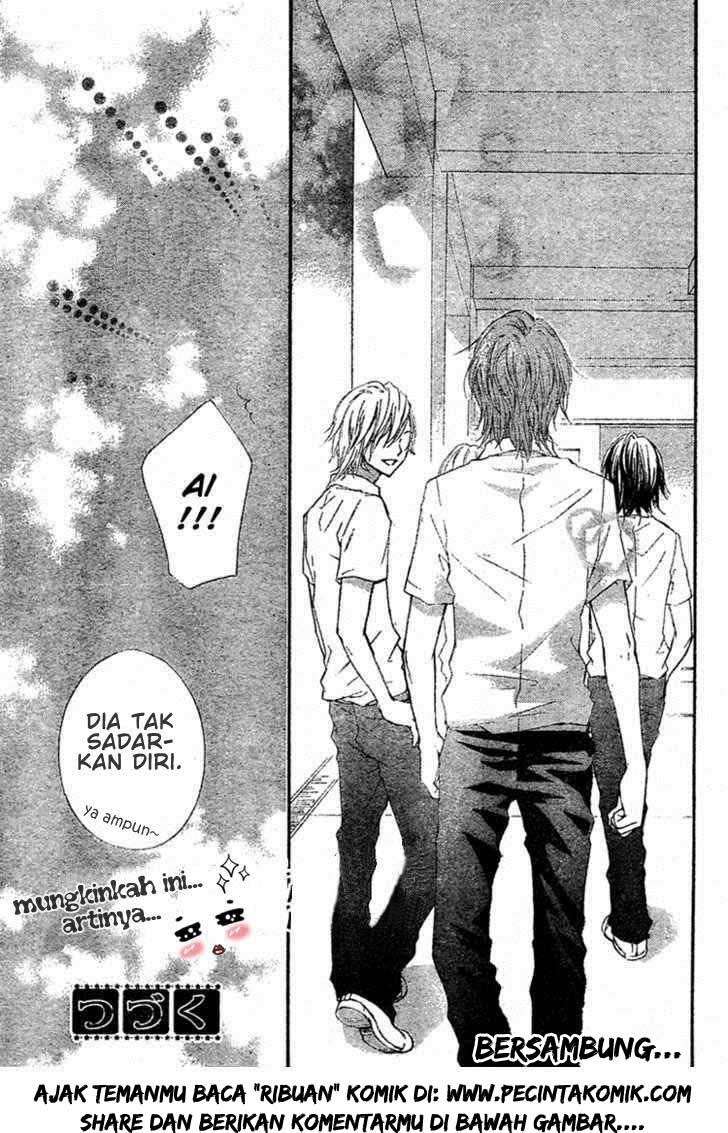 AI
!!!
DIA TAK
SADAR-
KAN DIRI.
ya ampun~
mungkinkah ini...
artinya...
つづく
BERSAMBUNG...
AJAK TEMANMU BACA "RIBUAN" KOMIK DI: WWW.PECINTAKOMIK.COM
SHARE DAN BERIKAN KOMENTARMU DI BAWAH GAMBAR....